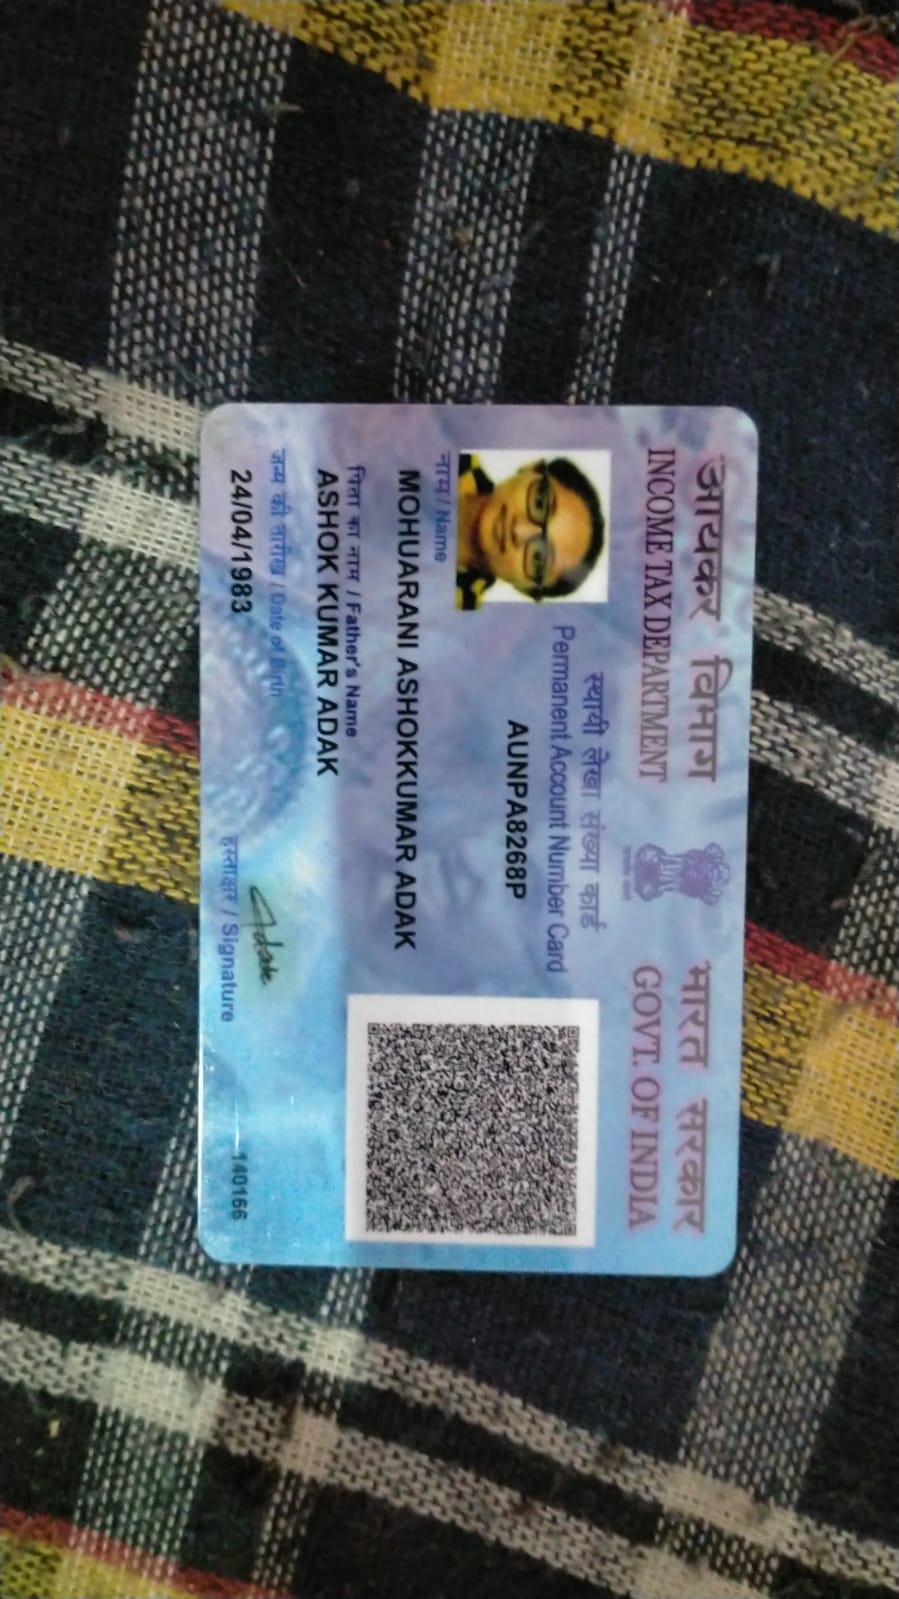 आयकर विभाग
INCOME TAX DEPARTMENT
भारत सरकार
GOVT. OF INDIA
स्थायी लेखा संख्या कार्ड
Permanent Account Number Card
AUNPA8268P
नाम / Name
MOHUARANI ASHOKKUMAR ADAK
पिता का नाम / Father's Name
ASHOK KUMAR ADAK
जन्म की तारीख / Date of Birth
24/04/1983
Adak
हस्ताक्षर / Signature
140166